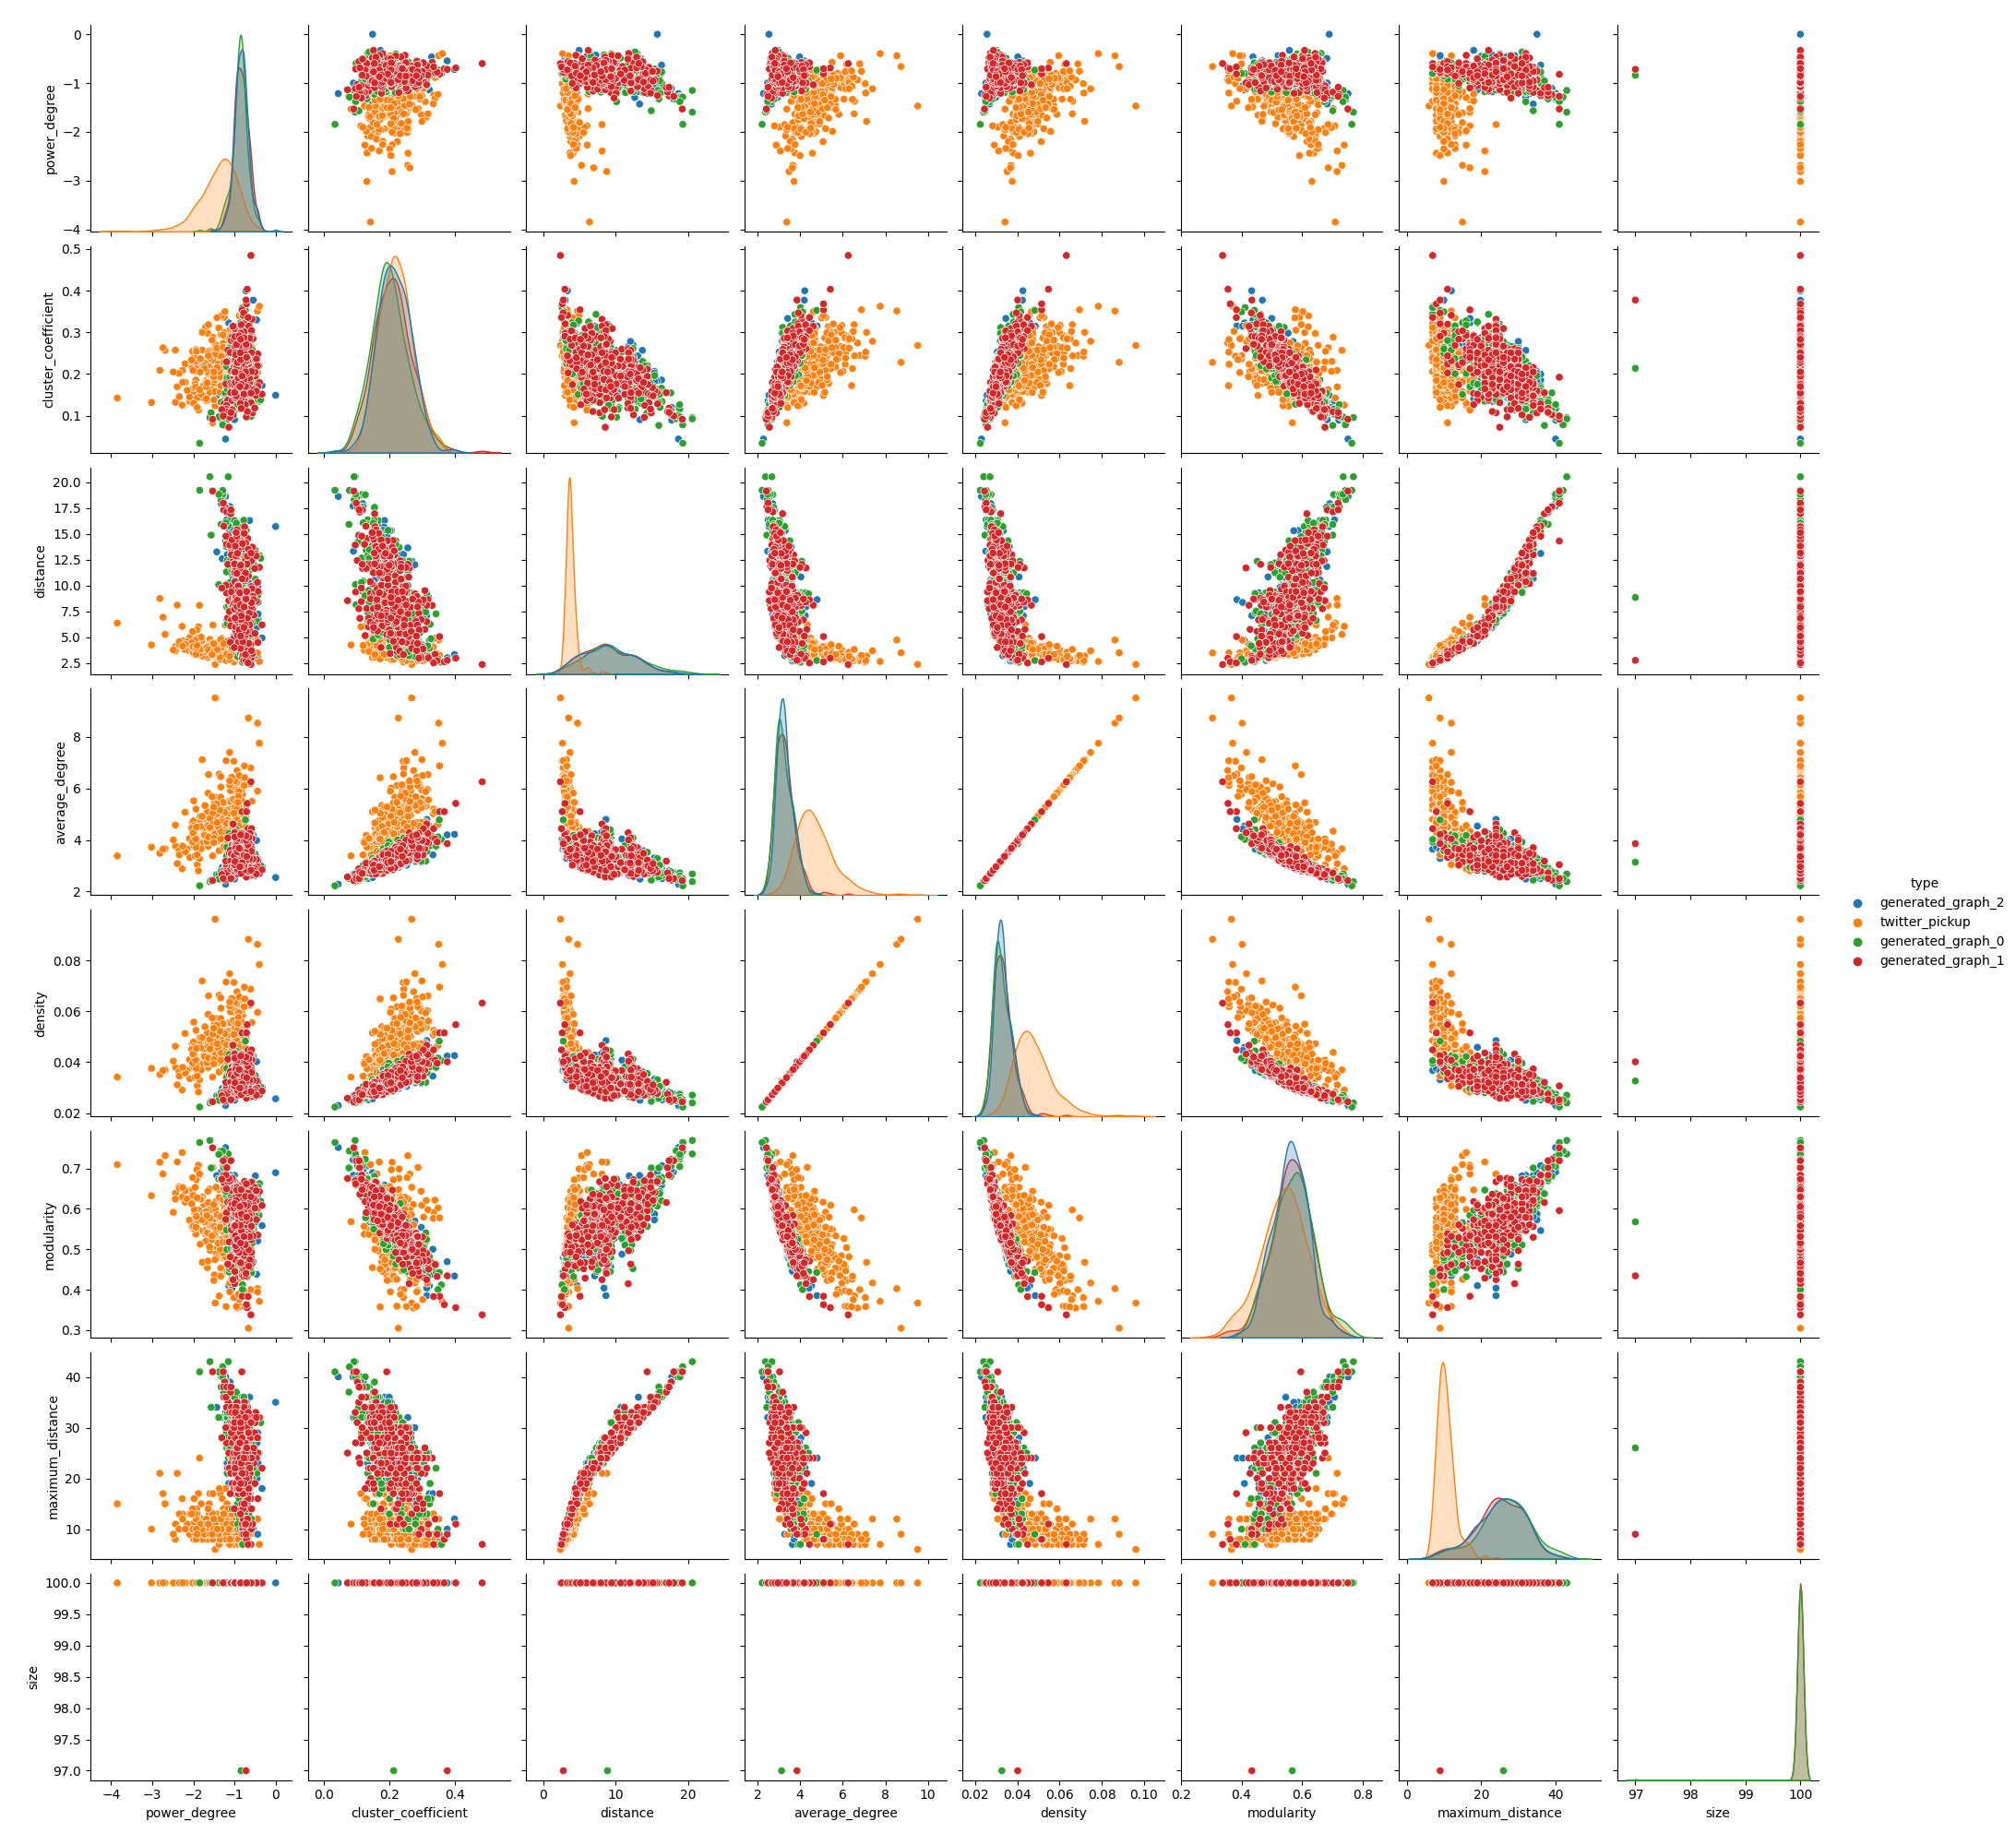 0
−1
−2
−3
−4
power_degree
0.5
0.4
0.3
0.2
0.1
cluster_coefficient
20.0
17.5
15.0
12.5
10.0
7.5
5.0
2.5
distance
8
6
4
2
average_degree
0.08
0.06
0.04
0.02
density
0.7
0.6
0.5
0.4
0.3
modularity
40
30
20
10
maximum_distance
100.0
99.5
99.0
98.5
98.0
97.5
97.0
size
−4 −3 −2 −1 0
power_degree
0.0 0.2 0.4
cluster_coefficient
0 10 20
distance
2 4 6 8 10
average_degree
0.02 0.04 0.06 0.08 0.10
density
0.2 0.4 0.6 0.8
modularity
0 20 40
maximum_distance
97 98 99 100
size
type
generated_graph_2
twitter_pickup
generated_graph_0
generated_graph_1